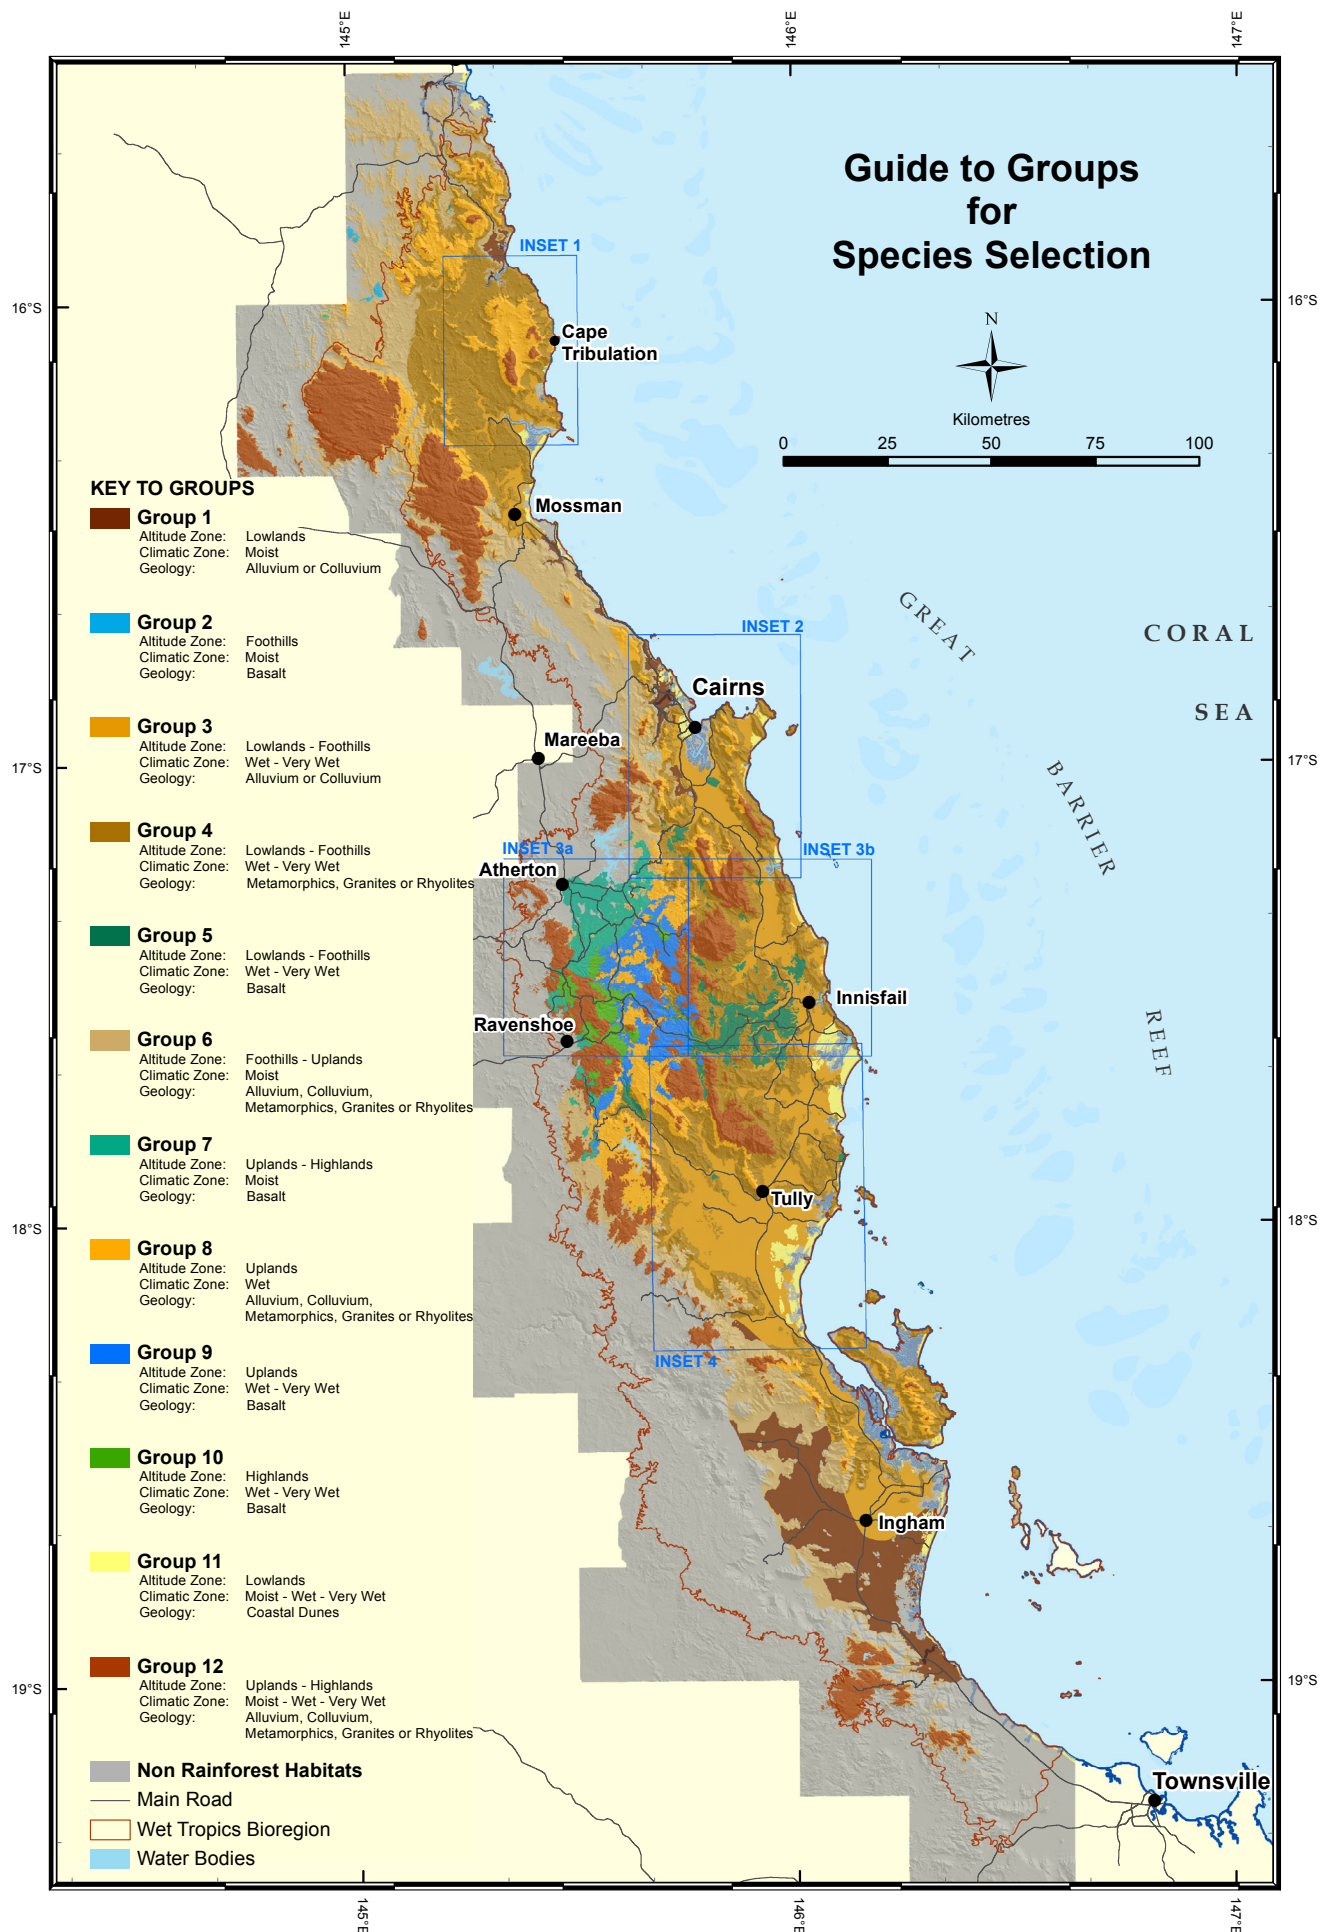 145°E
146°E
147°E
Guide to Groups
for
Species Selection
N
Kilometres
0 25 50 75 100
16°S
16°S
17°S
17°S
18°S
18°S
19°S
19°S
INSET 1
Cape
Tribulation
Mossman
INSET 2
Cairns
Mareeba
INSET 3a
INSET 3b
Atherton
Innisfail
Ravenshoe
Tully
INSET 4
Ingham
Townsville
GREAT
BARRIER
REEF
CORAL
SEA
KEY TO GROUPS
Group 1
Altitude Zone: Lowlands
Climatic Zone: Moist
Geology: Alluvium or Colluvium
Group 2
Altitude Zone: Foothills
Climatic Zone: Moist
Geology: Basalt
Group 3
Altitude Zone: Lowlands - Foothills
Climatic Zone: Wet - Very Wet
Geology: Alluvium or Colluvium
Group 4
Altitude Zone: Lowlands - Foothills
Climatic Zone: Wet - Very Wet
Geology: Metamorphics, Granites or Rhyolites
Group 5
Altitude Zone: Lowlands - Foothills
Climatic Zone: Wet - Very Wet
Geology: Basalt
Group 6
Altitude Zone: Foothills - Uplands
Climatic Zone: Moist
Geology: Alluvium, Colluvium,
Metamorphics, Granites or Rhyolites
Group 7
Altitude Zone: Uplands - Highlands
Climatic Zone: Moist
Geology: Basalt
Group 8
Altitude Zone: Uplands
Climatic Zone: Wet
Geology: Alluvium, Colluvium,
Metamorphics, Granites or Rhyolites
Group 9
Altitude Zone: Uplands
Climatic Zone: Wet - Very Wet
Geology: Basalt
Group 10
Altitude Zone: Highlands
Climatic Zone: Wet - Very Wet
Geology: Basalt
Group 11
Altitude Zone: Lowlands
Climatic Zone: Moist - Wet - Very Wet
Geology: Coastal Dunes
Group 12
Altitude Zone: Uplands - Highlands
Climatic Zone: Moist - Wet - Very Wet
Geology: Alluvium, Colluvium,
Metamorphics, Granites or Rhyolites
Non Rainforest Habitats
Main Road
Wet Tropics Bioregion
Water Bodies
145°E
146°E
147°E